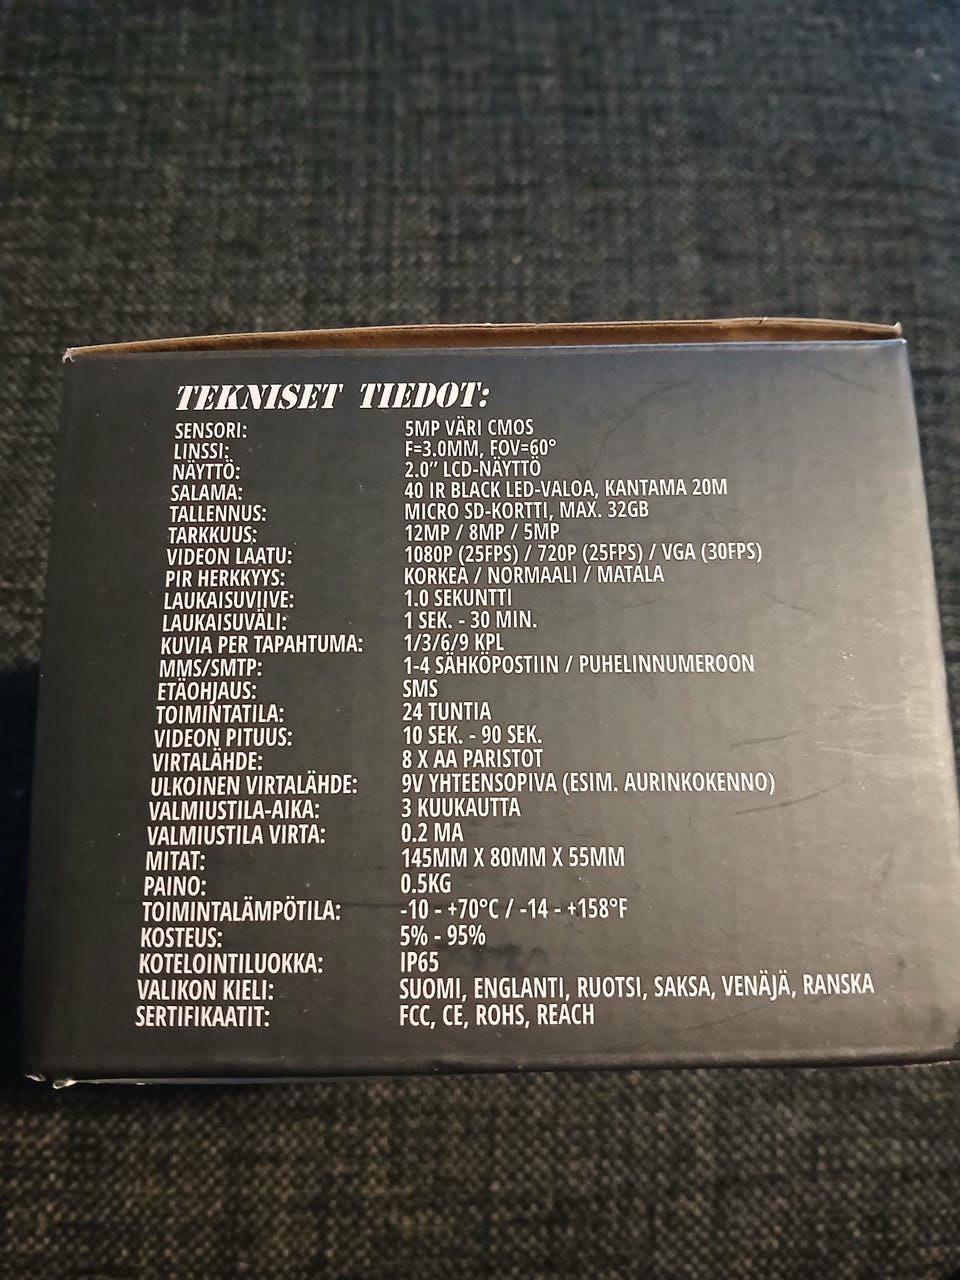 TEKNISET TIEDOT:
SENSORI: 5MP VÄRI CMOS
LINSSI: F=3.0MM, FOV=60°
NÄYTTÖ: 2.0” LCD-NÄYTTÖ
SALAMA: 40 IR BLACK LED-VALOA, KANTAMA 20M
TALLENNUS: MICRO SD-KORTTI, MAX. 32GB
TARKKUUS: 12MP / 8MP / 5MP
VIDEON LAATU: 1080P (25FPS) / 720P (25FPS) / VGA (30FPS)
PIR HERKKYYS: KORKEA / NORMAALI / MATALA
LAUKAISUVIIVE: 1.0 SEKUNTTI
LAUKAISUVÄLI: 1 SEK. - 30 MIN.
KUVIA PER TAPAHTUMA: 1/3/6/9 KPL
MMS/SMTP: 1-4 SÄHKÖPOSTIIN / PUHELINNUMEROON
ETÄOHJAUS: SMS
TOIMINTATILA: 24 TUNTIA
VIDEON PITUUS: 10 SEK. - 90 SEK.
VIRTALÄHDE: 8 X AA PARISTOT
ULKOINEN VIRTALÄHDE: 9V YHTEENSOPIVA (ESIM. AURINKOKENNO)
VALMIUSTILA-AIKA: 3 KUUKAUTTA
VALMIUSTILA VIRTA: 0.2 MA
MITAT: 145MM X 80MM X 55MM
PAINO: 0.5KG
TOIMINTALÄMPÖTILA: -10 - +70°C / -14 - +158°F
KOSTEUS: 5% - 95%
KOTELOINTILUOKKA: IP65
VALIKON KIELI: SUOMI, ENGLANTI, RUOTSI, SAKSA, VENÄJÄ, RANSKA
SERTIFIKAATIT: FCC, CE, ROHS, REACH